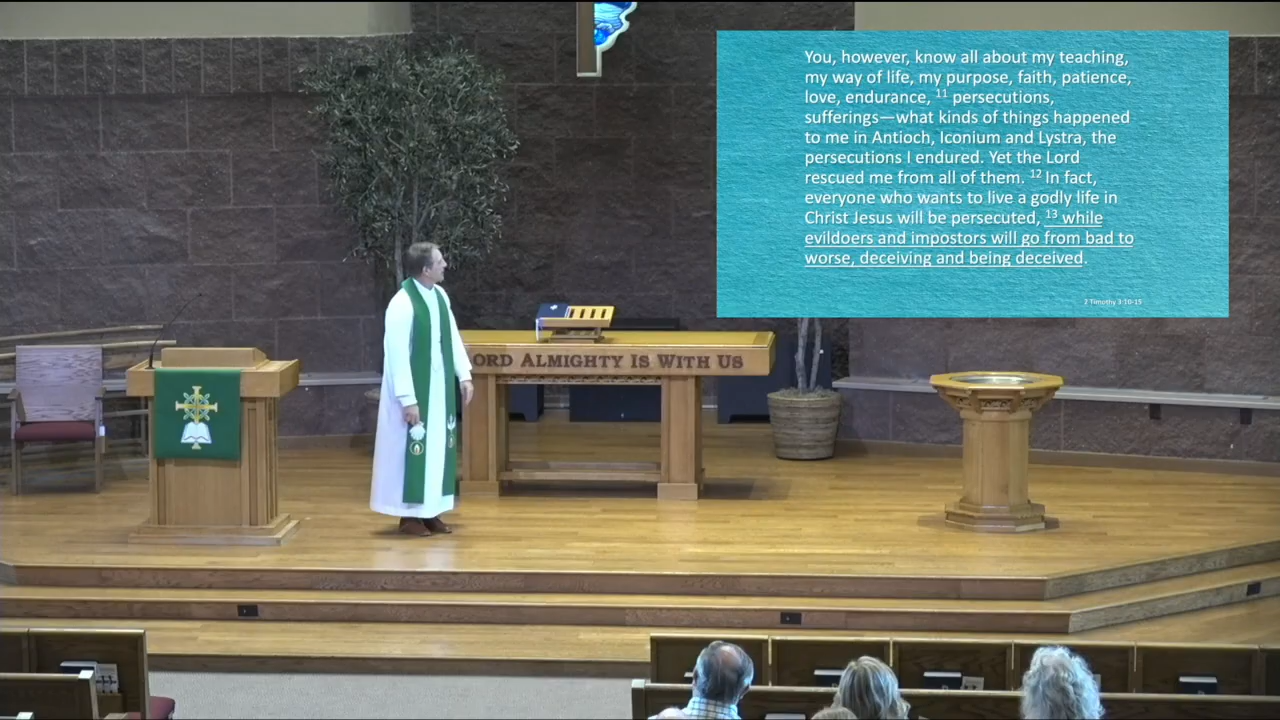 You, however, know all about my teaching,
my way of life, my purpose, faith, patience,
love, endurance, ¹¹ persecutions,
sufferings—what kinds of things happened
to me in Antioch, Iconium and Lystra, the
persecutions I endured. Yet the Lord
rescued me from all of them. ¹² In fact,
everyone who wants to live a godly life in
Christ Jesus will be persecuted, ¹³ while
evildoers and impostors will go from bad to
worse, deceiving and being deceived.
2 Timothy 3:10-15
ORD ALMIGHTY IS WITH US